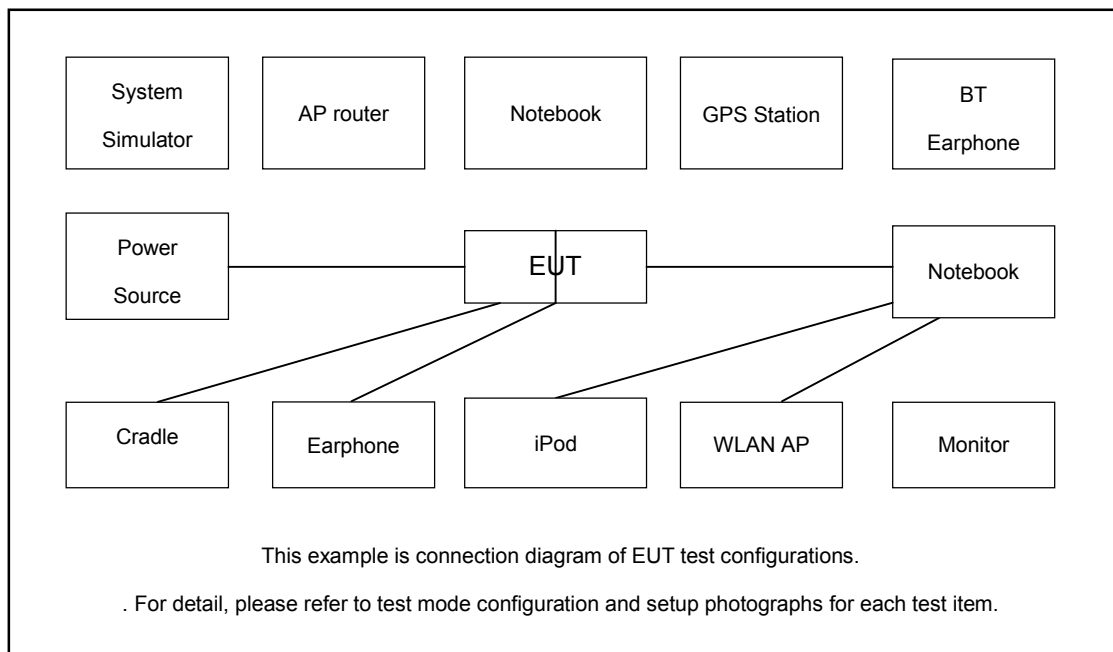 System
Simulator
AP router
Notebook
GPS Station
BT
Earphone
Power
Source
EUT
Notebook
Cradle
Earphone
iPod
WLAN AP
Monitor
This example is connection diagram of EUT test configurations.
. For detail, please refer to test mode configuration and setup photographs for each test item.